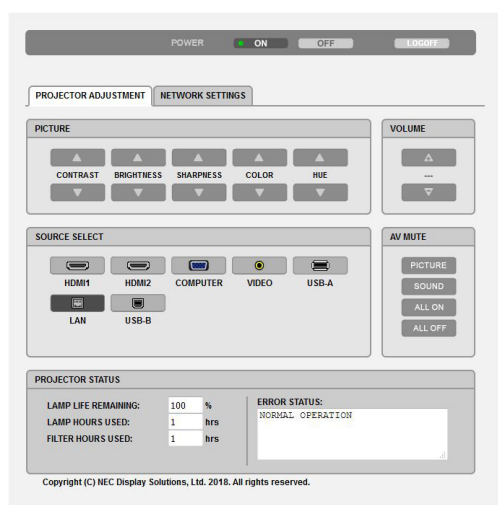 POWER ON OFF LOGOFF
PROJECTOR ADJUSTMENT NETWORK SETTINGS
PICTURE
CONTRAST BRIGHTNESS SHARPNESS COLOR HUE
VOLUME
---
SOURCE SELECT
HDMI1 HDMI2 COMPUTER VIDEO USB-A
LAN USB-B
AV MUTE
PICTURE
SOUND
ALL ON
ALL OFF
PROJECTOR STATUS
LAMP LIFE REMAINING: 100 %
LAMP HOURS USED: 1 hrs
FILTER HOURS USED: 1 hrs
ERROR STATUS:
NORMAL OPERATION
Copyright (C) NEC Display Solutions, Ltd. 2018. All rights reserved.